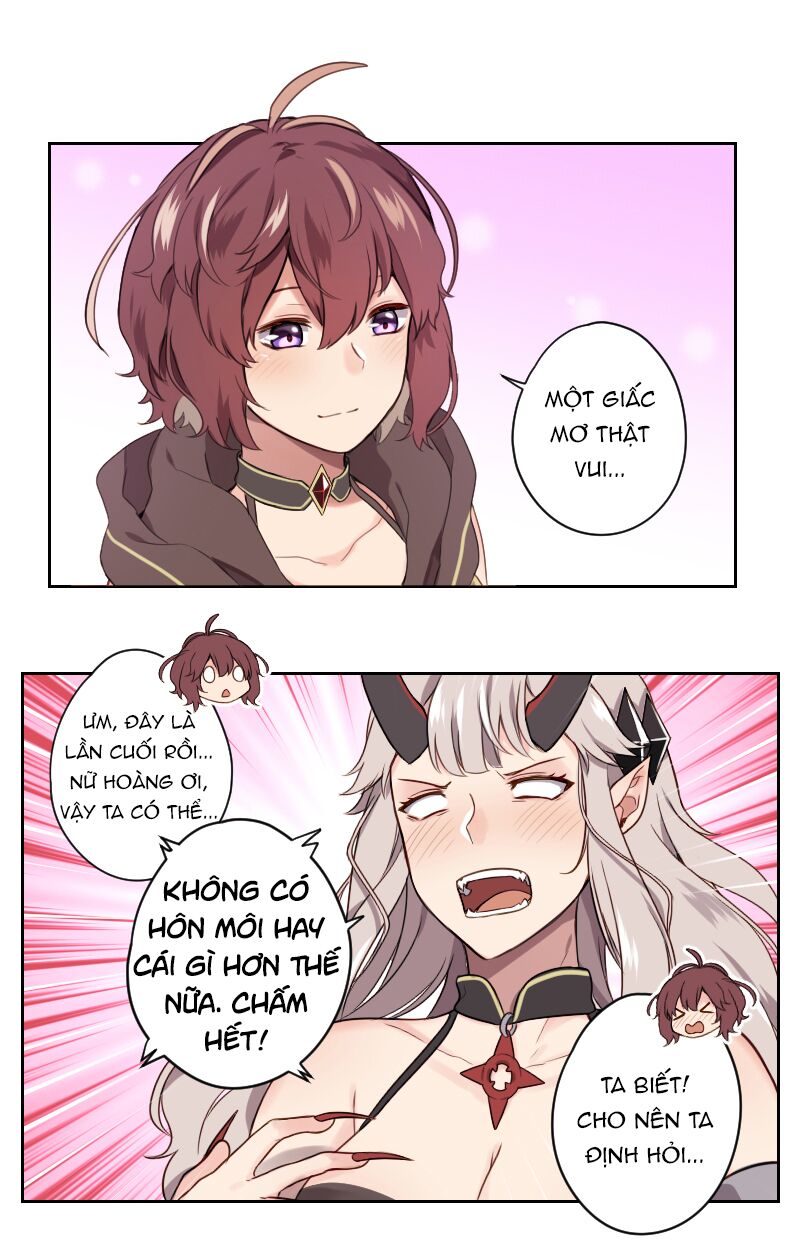 MỘT GIẤC
MƠ THẬT
VUI...
ƯM, ĐÂY LÀ
LẦN CUỐI RỒI...
NỮ HOÀNG ƠI,
VẬY TA CÓ THỂ...
KHÔNG CÓ
HÔN MÔI HAY
CÁI GÌ HƠN THẾ
NỮA. CHẤM
HẾT!
TA BIẾT!
CHO NÊN TA
ĐỊNH HỎI...